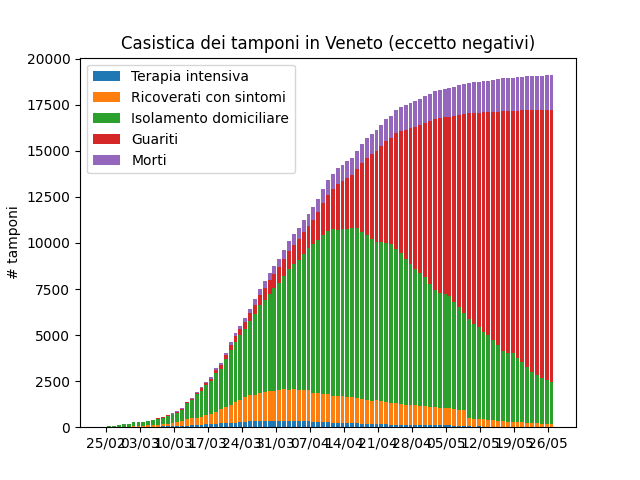 Casistica dei tamponi in Veneto (eccetto negativi)
Terapia intensiva
Ricoverati con sintomi
Isolamento domiciliare
Guariti
Morti
# tamponi
20000
17500
15000
12500
10000
7500
5000
2500
0
25/02 03/03 10/03 17/03 24/03 31/03 07/04 14/04 21/04 28/04 05/05 12/05 19/05 26/05